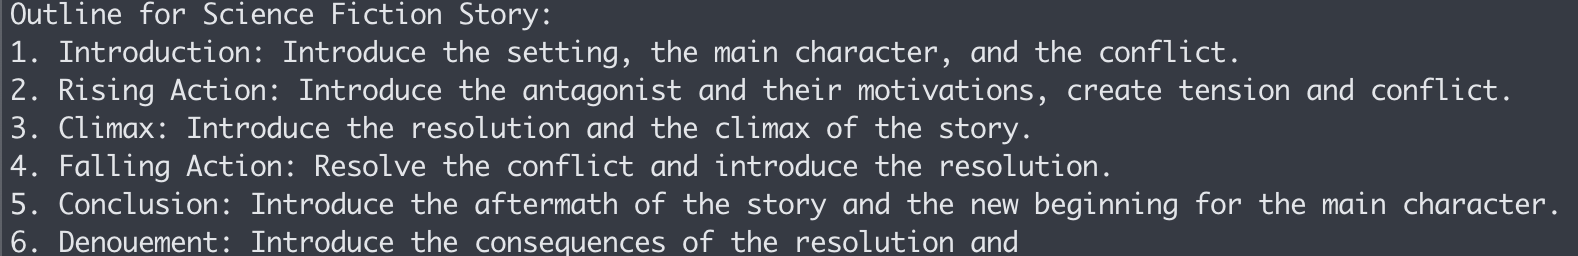 Outline for Science Fiction Story:
1. Introduction: Introduce the setting, the main character, and the conflict.
2. Rising Action: Introduce the antagonist and their motivations, create tension and conflict.
3. Climax: Introduce the resolution and the climax of the story.
4. Falling Action: Resolve the conflict and introduce the resolution.
5. Conclusion: Introduce the aftermath of the story and the new beginning for the main character.
6. Denouement: Introduce the consequences of the resolution and